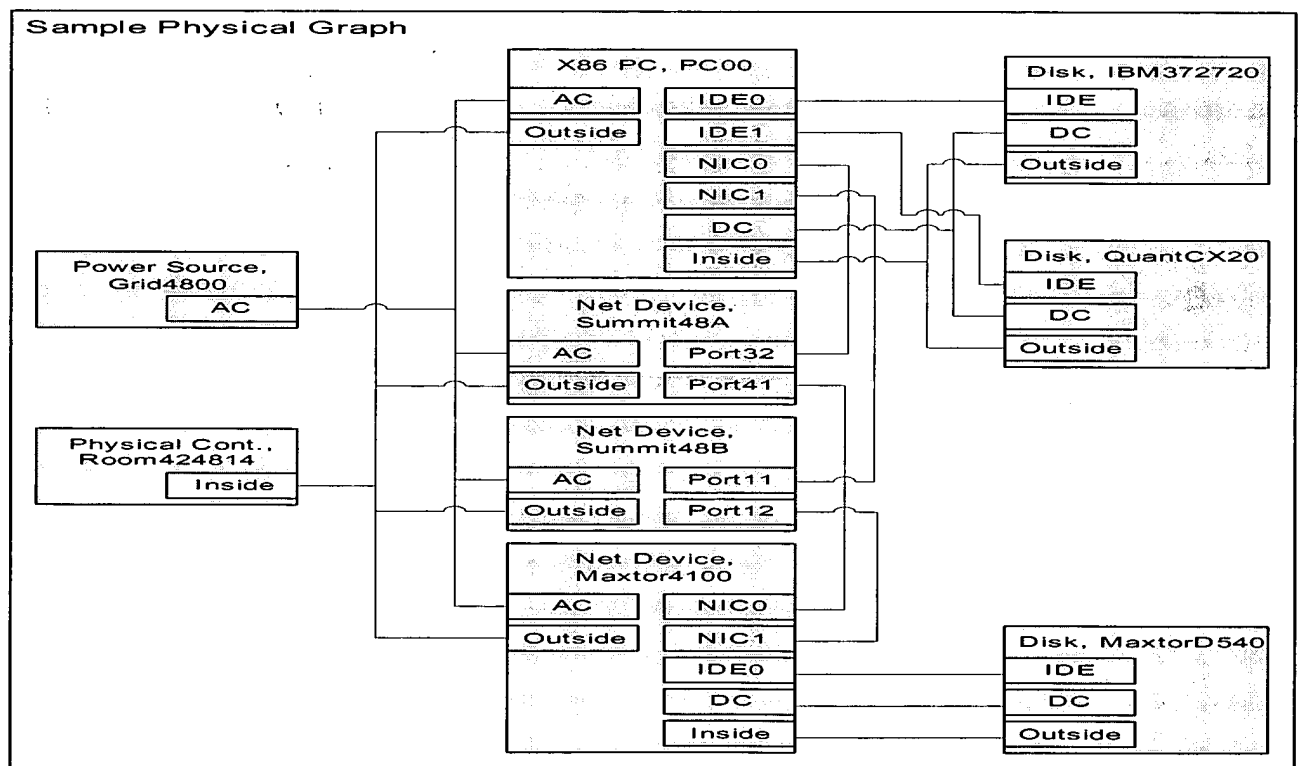 Sample Physical Graph
X86 PC, PC00
AC
Outside
IDE0
IDE1
NIC0
NIC1
DC
Inside
Disk, IBM372720
IDE
DC
Outside
Power Source,
Grid4800
AC
Disk, QuantCX20
IDE
DC
Outside
Net Device,
Summit48A
AC
Outside
Port32
Port41
Physical Cont.,
Room424814
Inside
Net Device,
Summit48B
AC
Outside
Port11
Port12
Net Device,
Maxtor4100
AC
Outside
NIC0
NIC1
IDE0
DC
Inside
Disk, MaxtorD540
IDE
DC
Outside